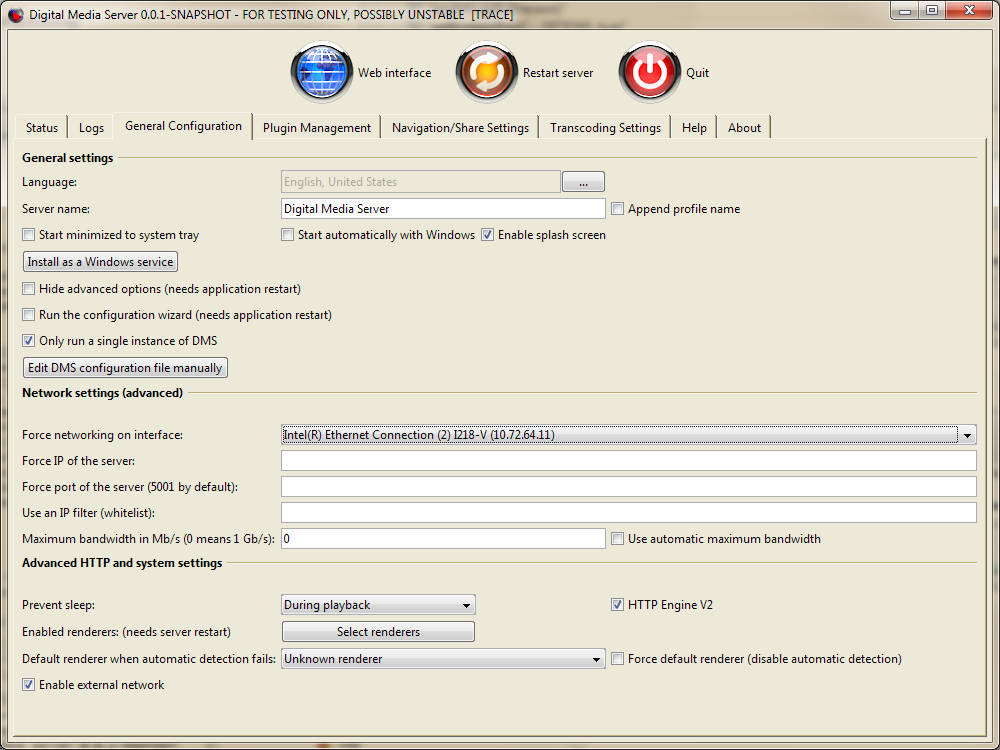 Digital Media Server 0.0.1-SNAPSHOT - FOR TESTING ONLY, POSSIBLY UNSTABLE [TRACE]
Web interface Restart server Quit
Status Logs General Configuration Plugin Management Navigation/Share Settings Transcoding Settings Help About
General settings
Language: English, United States ...
Server name: Digital Media Server Append profile name
Start minimized to system tray Start automatically with Windows Enable splash screen
Install as a Windows service
Hide advanced options (needs application restart)
Run the configuration wizard (needs application restart)
Only run a single instance of DMS
Edit DMS configuration file manually
Network settings (advanced)
Force networking on interface: Intel(R) Ethernet Connection (2) I218-V (10.72.64.11)
Force IP of the server:
Force port of the server (5001 by default):
Use an IP filter (whitelist):
Maximum bandwidth in Mb/s (0 means 1 Gb/s): 0 Use automatic maximum bandwidth
Advanced HTTP and system settings
Prevent sleep: During playback HTTP Engine V2
Enabled renderers: (needs server restart) Select renderers
Default renderer when automatic detection fails: Unknown renderer Force default renderer (disable automatic detection)
Enable external network